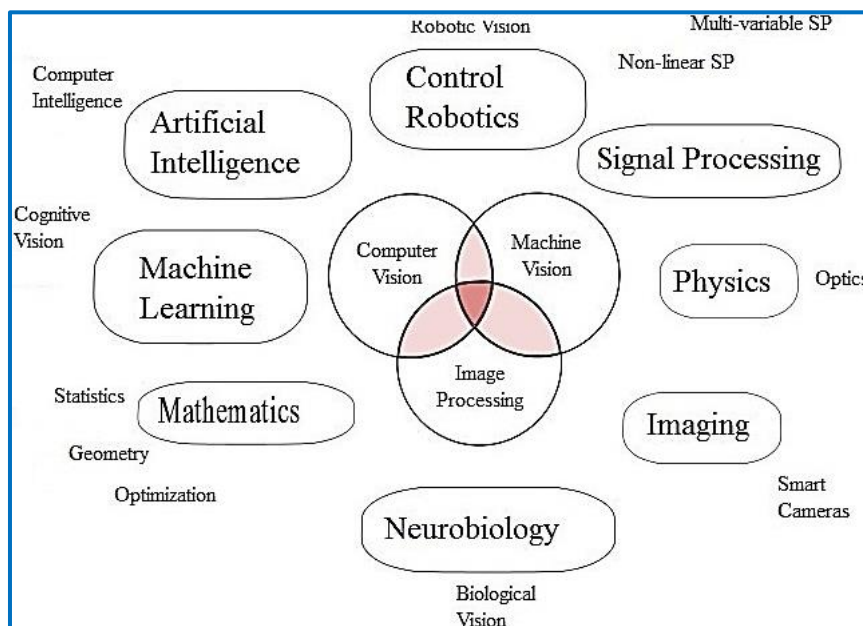 Robotic Vision
Multi-variable SP
Non-linear SP
Computer
Intelligence
Control
Robotics
Artificial
Intelligence
Signal Processing
Cognitive
Vision
Computer
Vision
Machine
Vision
Machine
Learning
Physics
Optics
Image
Processing
Statistics
Mathematics
Imaging
Geometry
Optimization
Smart
Cameras
Neurobiology
Biological
Vision